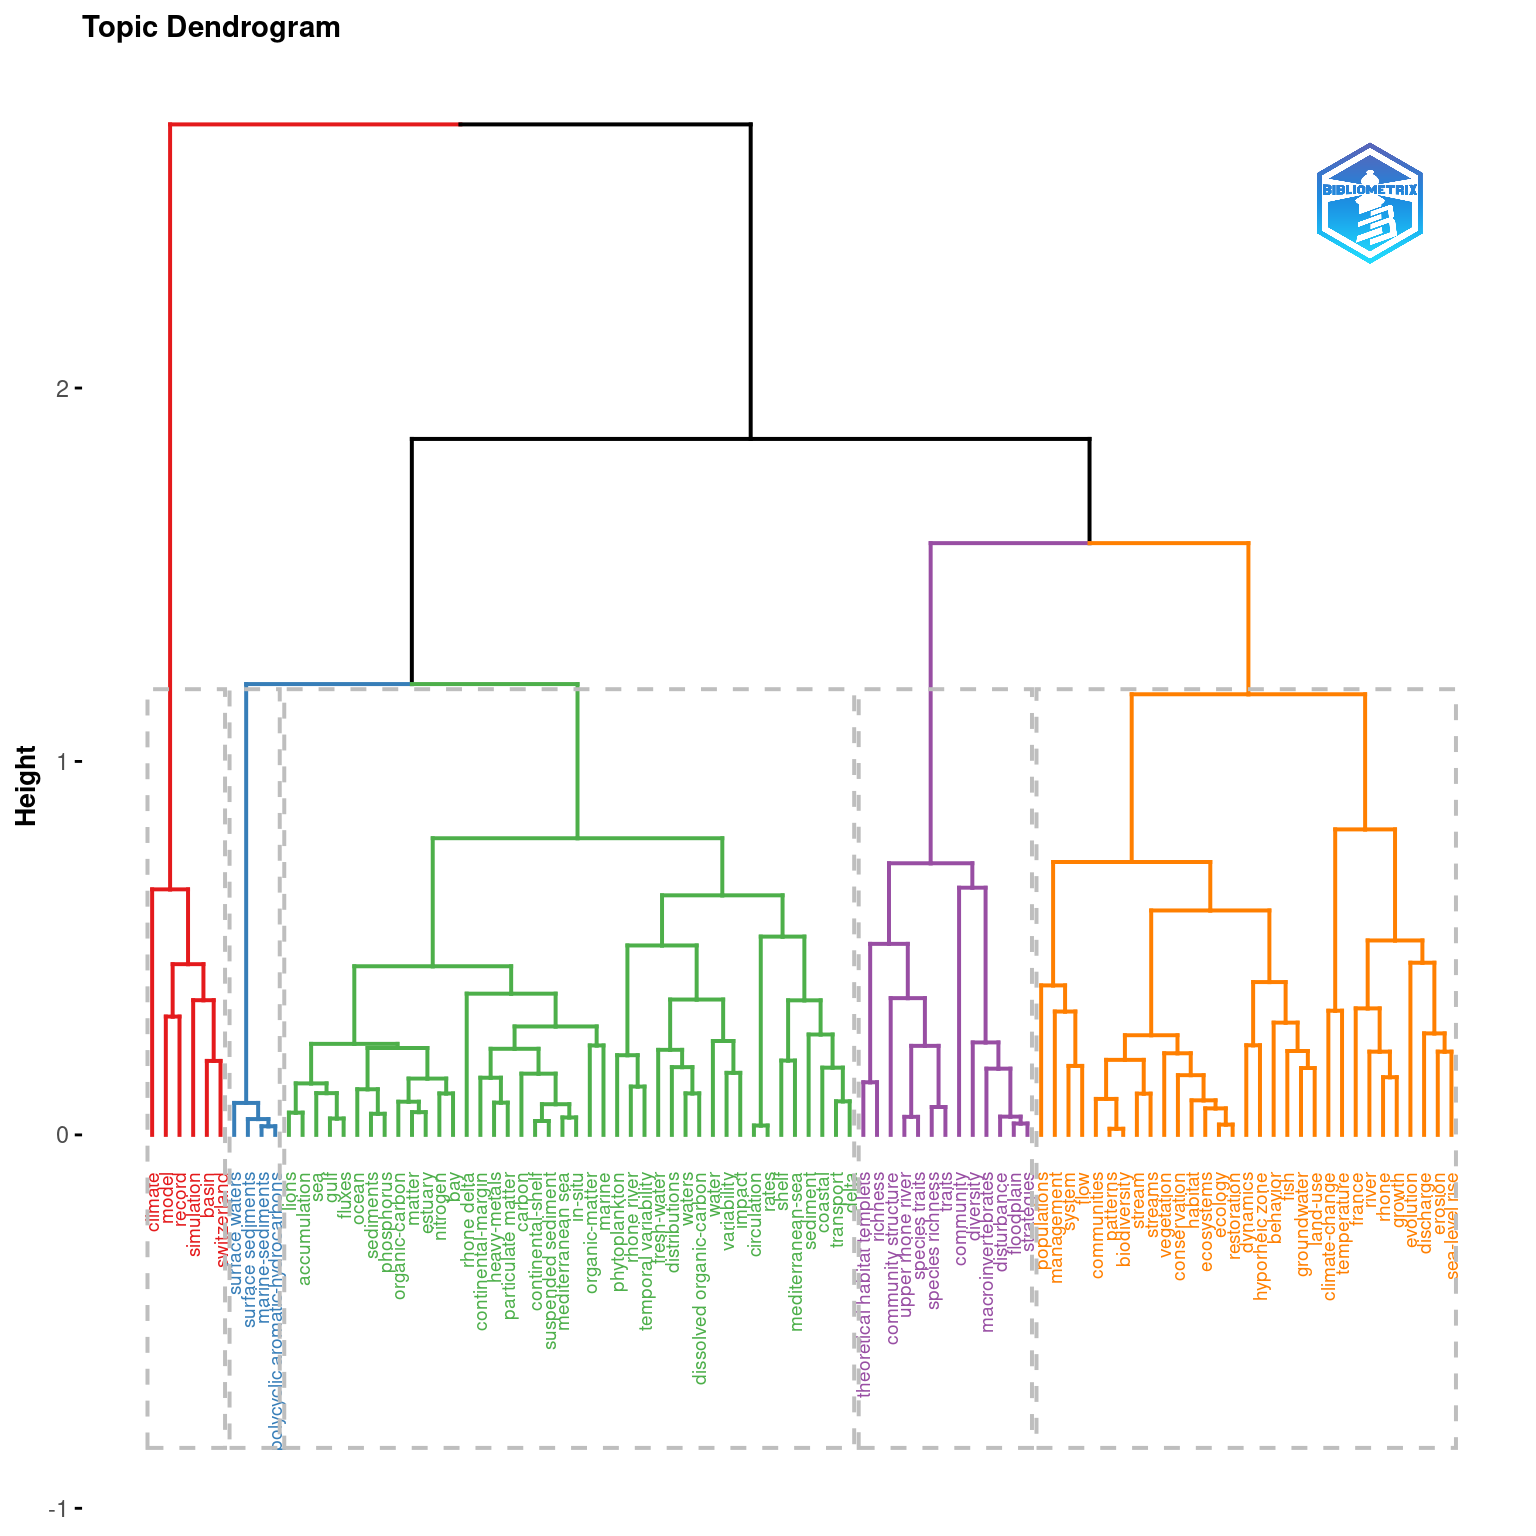 Topic Dendrogram
BIBLIOMETRIX
Height
2
1
0
-1
climate
model
record
simulation
basin
switzerland
surface waters
surface sediments
marine-sediments
polycyclic aromatic-hydrocarbons
lions
accumulation
sea
gulf
fluxes
ocean
sediments
phosphorus
organic-carbon
matter
estuary
nitrogen
bay
rhone delta
continental-margin
heavy-metals
particulate matter
carbon
continental-shelf
suspended sediment
mediterranean sea
in-situ
organic-matter
marine
phytoplankton
rhone river
temporal variability
fresh-water
distributions
waters
dissolved organic-carbon
water
variability
impact
circulation
rates
shelf
mediterranean-sea
sediment
coastal
transport
delta
theoretical habitat templet
richness
community structure
upper rhone river
species traits
species richness
traits
community
diversity
macroinvertebrates
disturbance
floodplain
strategies
populations
management
system
flow
communities
patterns
biodiversity
stream
streams
vegetation
conservation
habitat
ecosystems
ecology
restoration
dynamics
hyporheic zone
behavior
fish
groundwater
land-use
climate-change
temperature
france
river
rhone
growth
evolution
discharge
erosion
sea-level rise